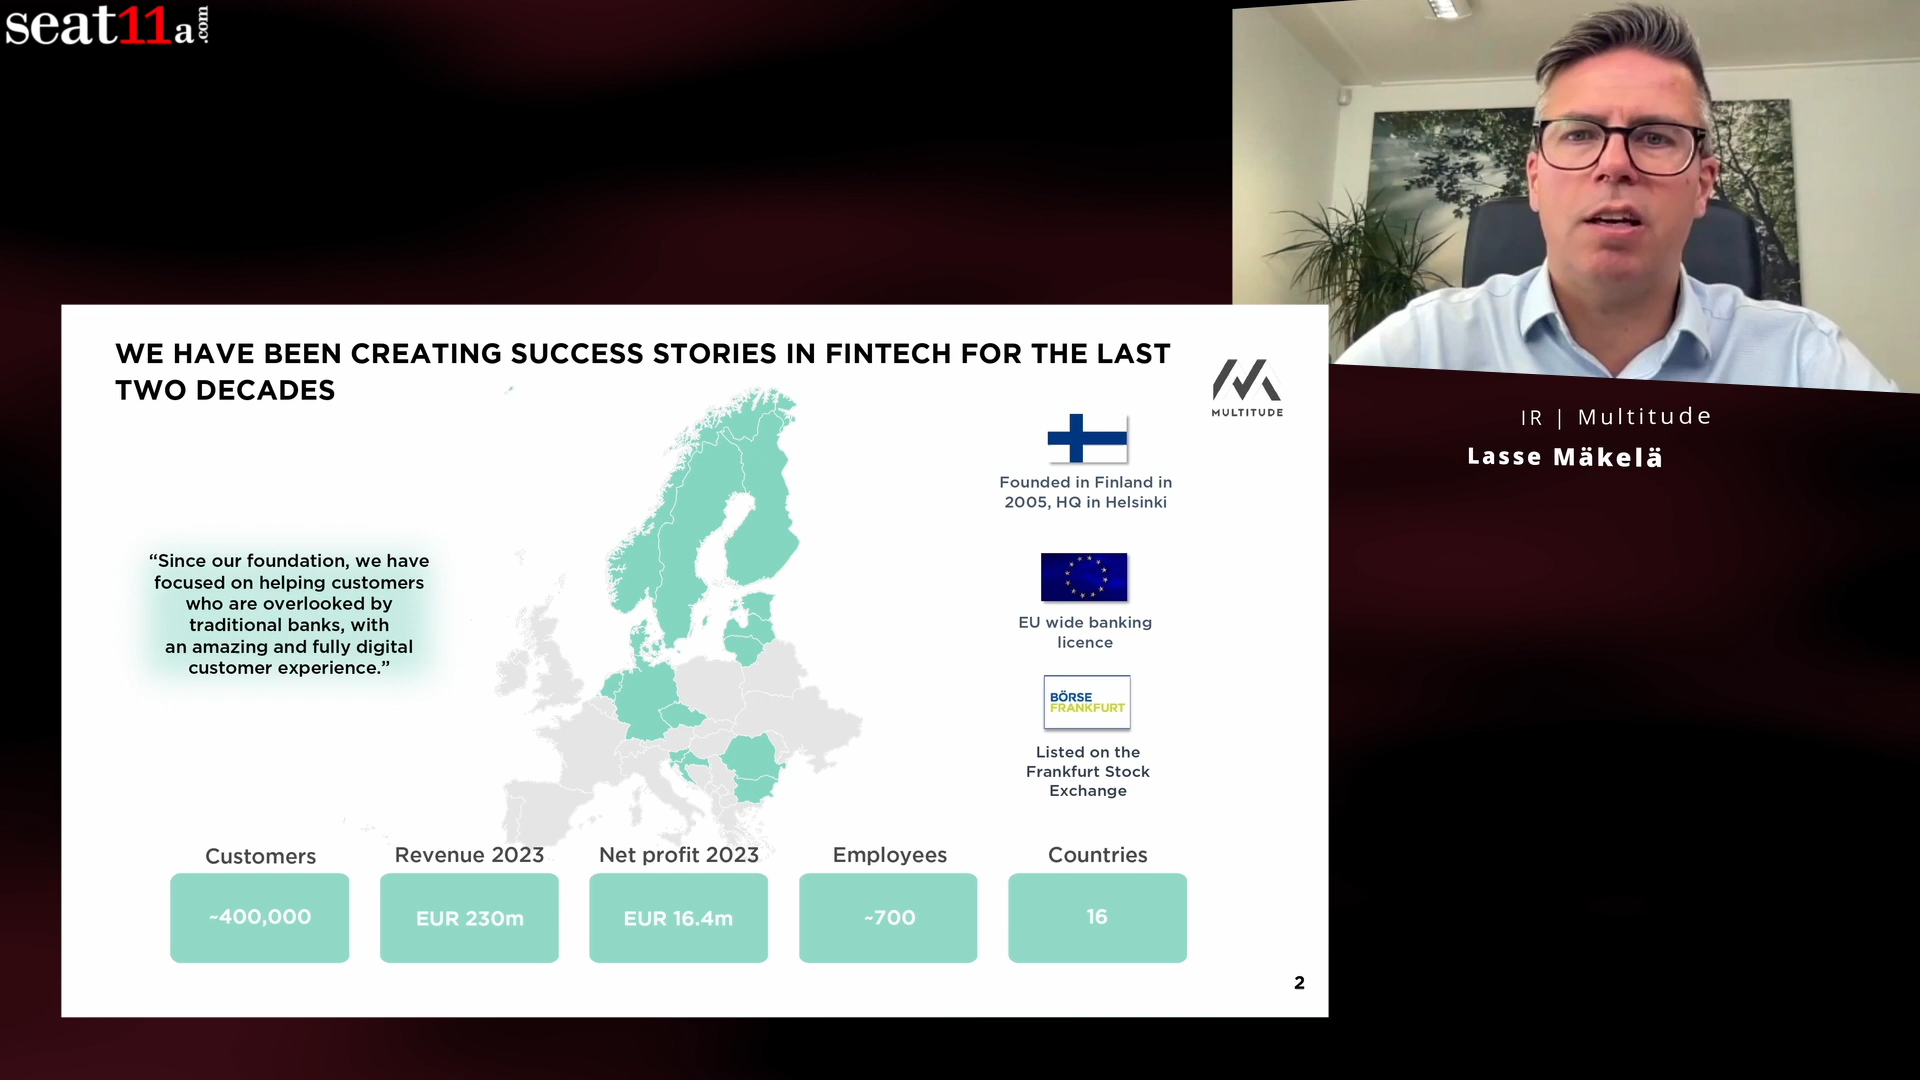 seat11a.com
WE HAVE BEEN CREATING SUCCESS STORIES IN FINTECH FOR THE LAST
TWO DECADES
MULTITUDE
IR | Multitude
Lasse Mäkelä
“Since our foundation, we have
focused on helping customers
who are overlooked by
traditional banks, with
an amazing and fully digital
customer experience.”
Founded in Finland in
2005, HQ in Helsinki
EU wide banking
licence
BÖRSE
FRANKFURT
Listed on the
Frankfurt Stock
Exchange
Customers
~400,000
Revenue 2023
EUR 230m
Net profit 2023
EUR 16.4m
Employees
~700
Countries
16
2